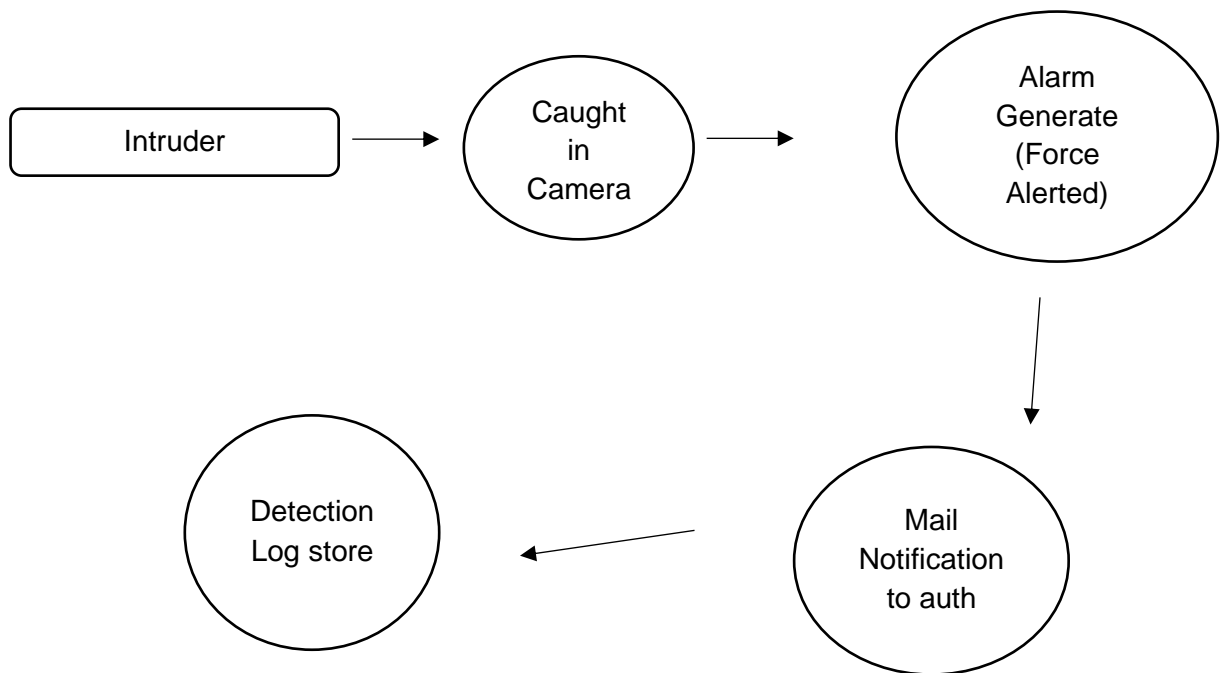 Intruder
Caught
in
Camera
Alarm
Generate
(Force
Alerted)
Mail
Notification
to auth
Detection
Log store